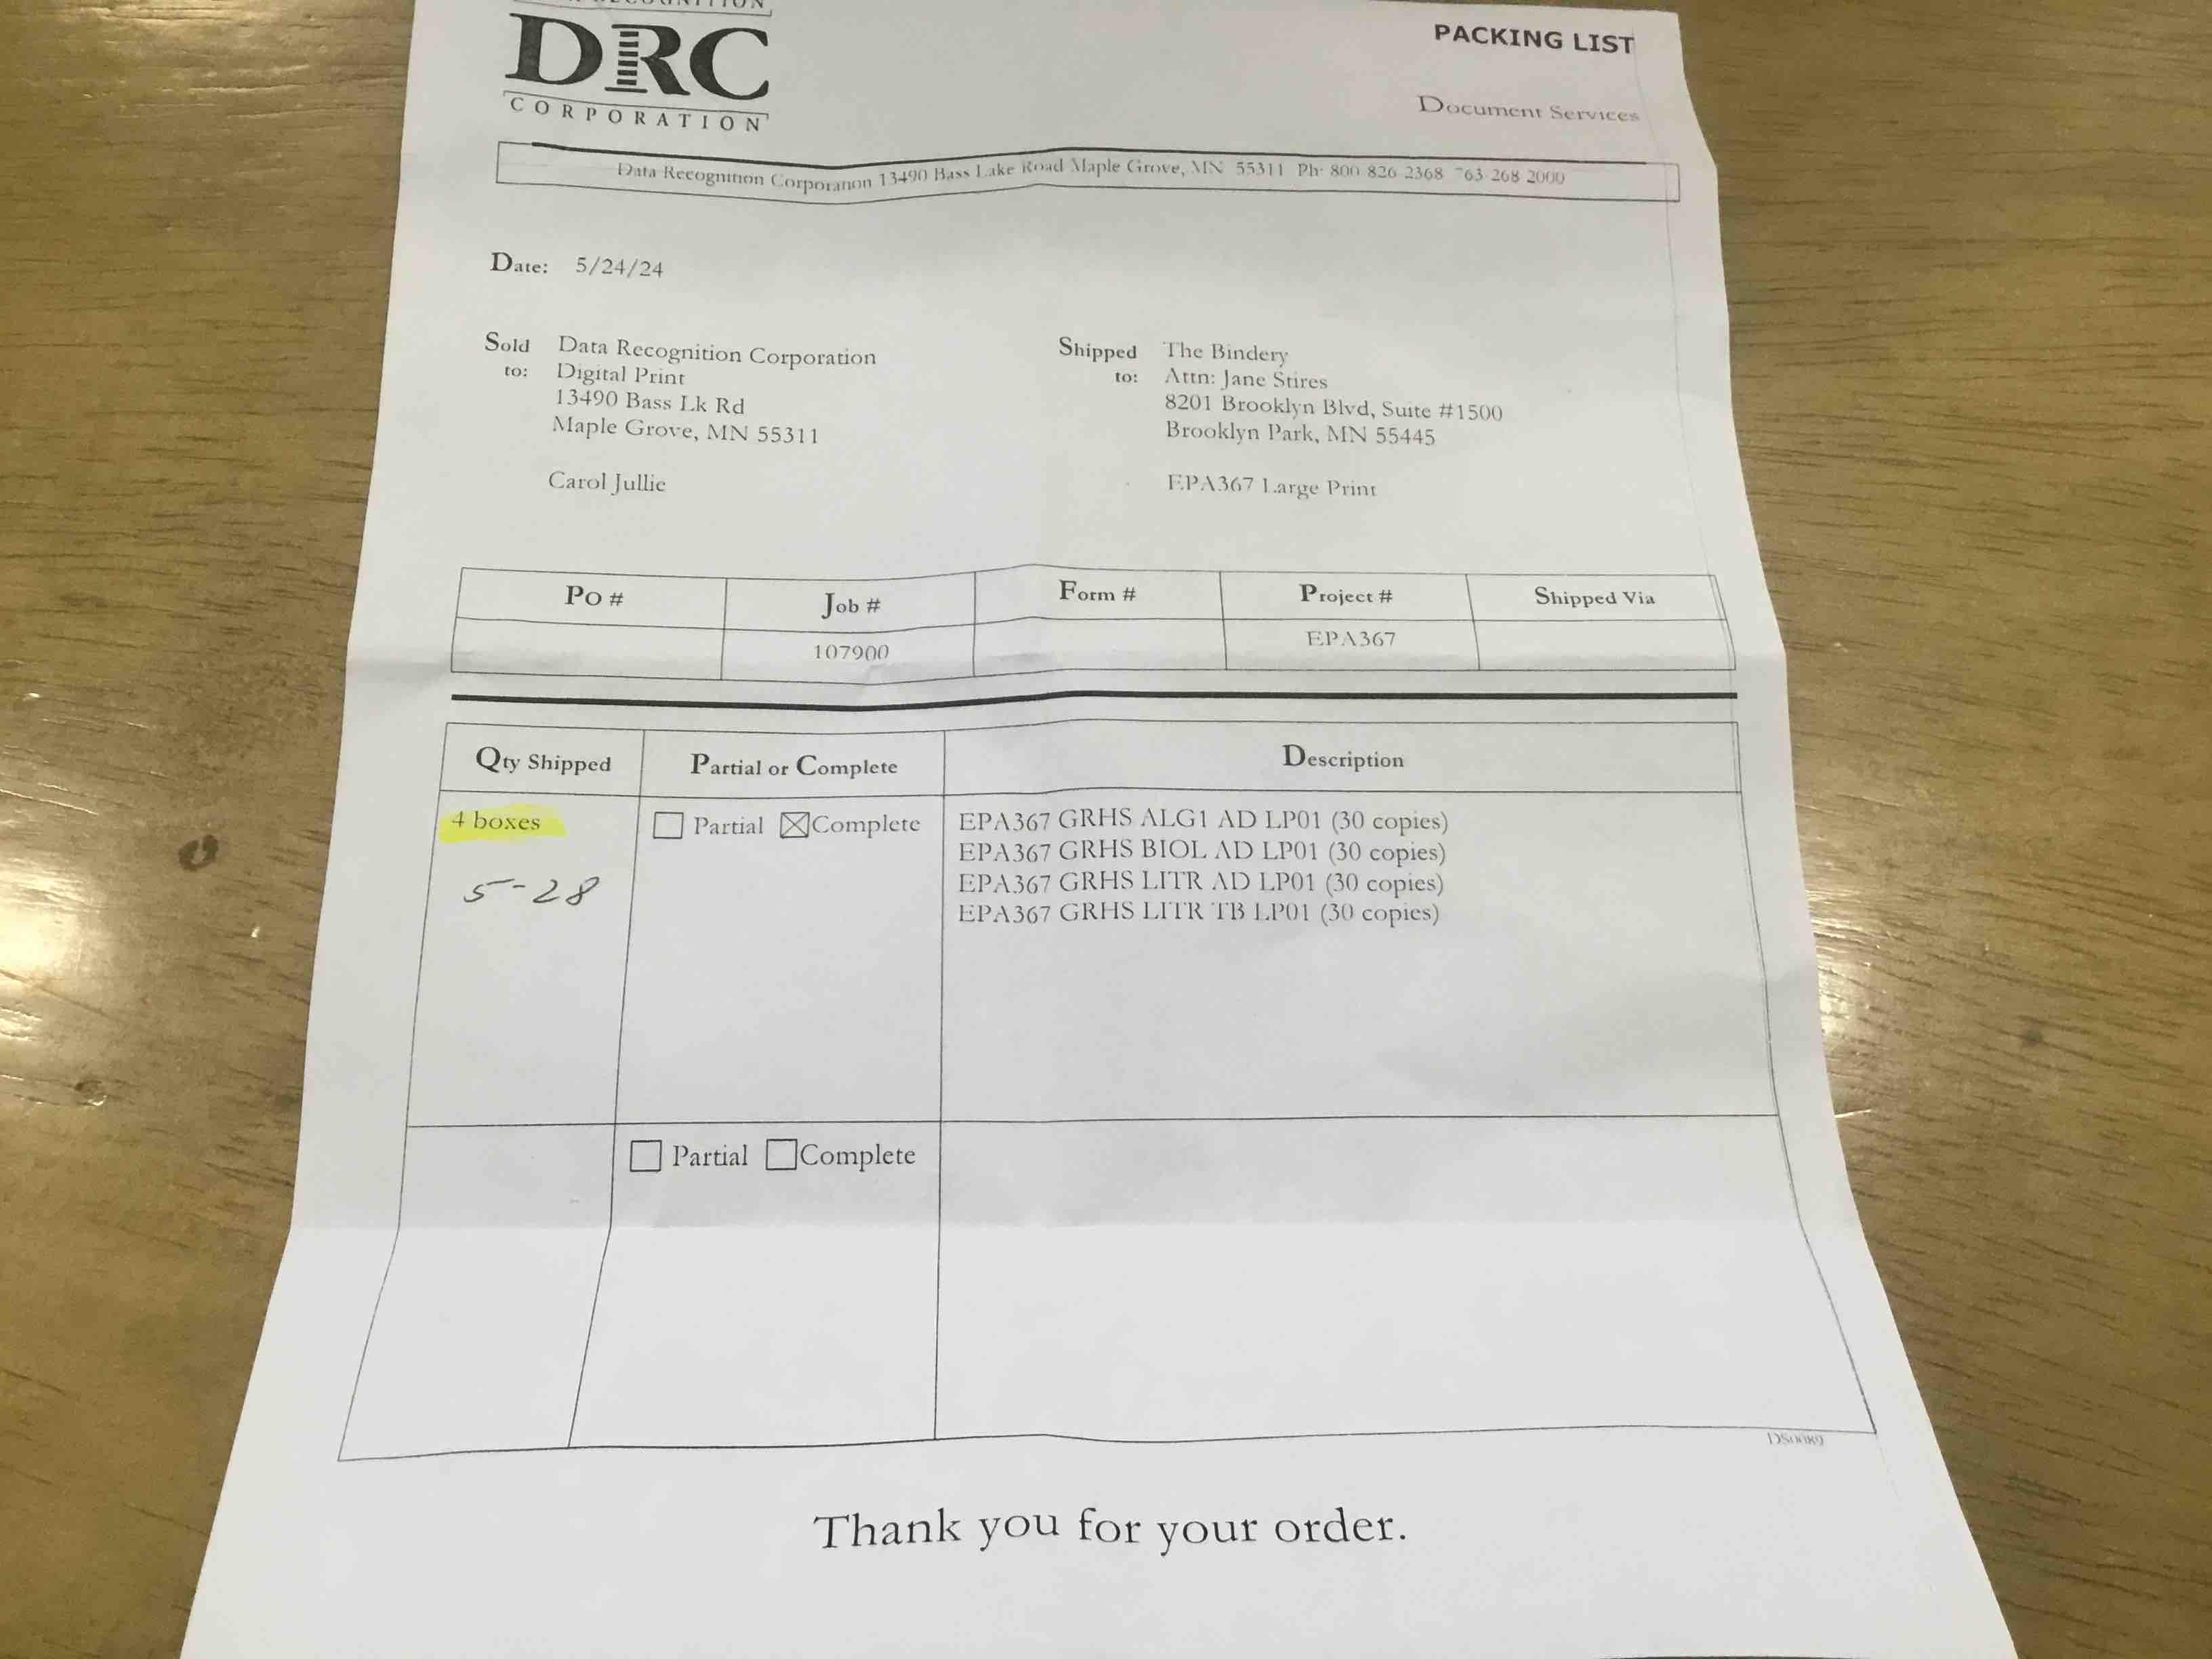 DRC
CORPORATION
PACKING LIST
Document Services
Data Recognition Corporation 13490 Bass Lake Road Maple Grove, MN 55311 Ph: 800-826-2368 763-268-2000
Date: 5/24/24
Sold to:
Data Recognition Corporation
Digital Print
13490 Bass Lk Rd
Maple Grove, MN 55311
Carol Jullie
Shipped to:
The Bindery
Attn: Jane Stires
8201 Brooklyn Blvd, Suite #1500
Brooklyn Park, MN 55445
EPA367 Large Print
PO # Job # Form # Project # Shipped Via
107900 EPA367
Qty Shipped Partial or Complete Description
4 boxes Partial Complete EPA367 GRHS ALG1 AD LP01 (30 copies)
EPA367 GRHS BIOL AD LP01 (30 copies)
5-28 EPA367 GRHS LITR AD LP01 (30 copies)
EPA367 GRHS LITR TB LP01 (30 copies)
Partial Complete
DS0089
Thank you for your order.